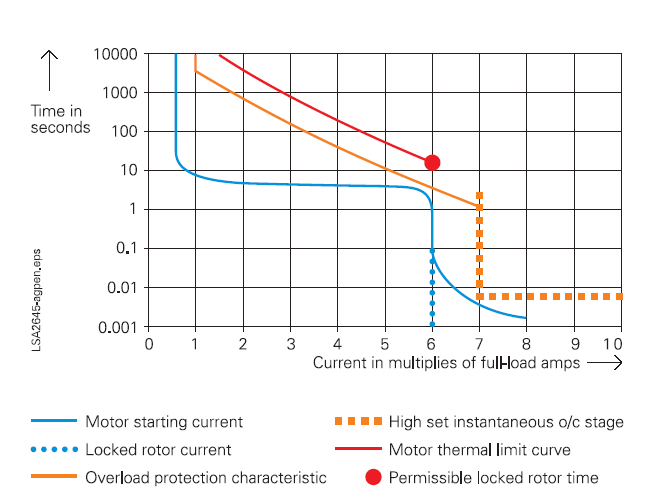 10000
1000
100
10
1
0.1
0.01
0.001
Time in
seconds
LSA2645-agpen.eps
0 1 2 3 4 5 6 7 8 9 10
Current in multiplies of full-load amps
Motor starting current
High set instantaneous o/c stage
Locked rotor current
Motor thermal limit curve
Overload protection characteristic
Permissible locked rotor time